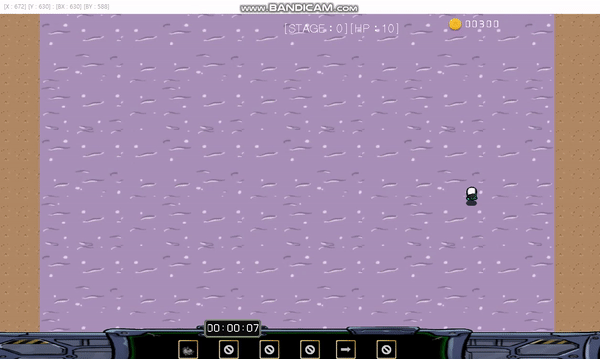 [X : 672] [Y : 630] : [BX : 630] [BY : 588]
www.BANDICAM.com
[STAGE : 0][HP : 10]
00300
00:00:07